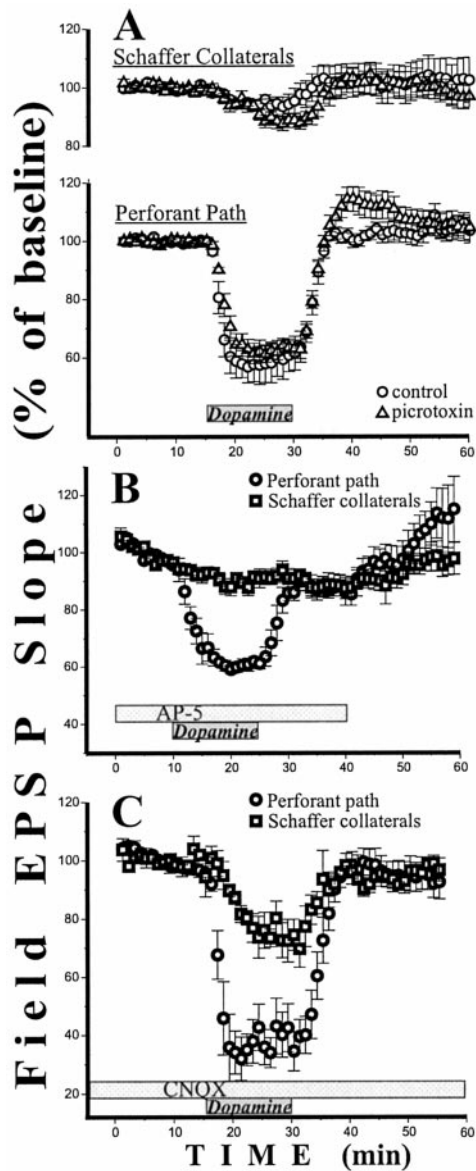 A
Schaffer Collaterals
120
100
80
120
Perforant Path
100
80
60
control
picrotoxin
Dopamine
0 10 20 30 40 50 60
B
Perforant path
Schaffer collaterals
120
100
80
60
40
AP-5
Dopamine
0 10 20 30 40 50 60
C
Perforant path
Schaffer collaterals
120
100
80
60
40
20
CNQX
Dopamine
0 10 20 30 40 50 60
TIME (min)
Field EPSP Slope (% of baseline)